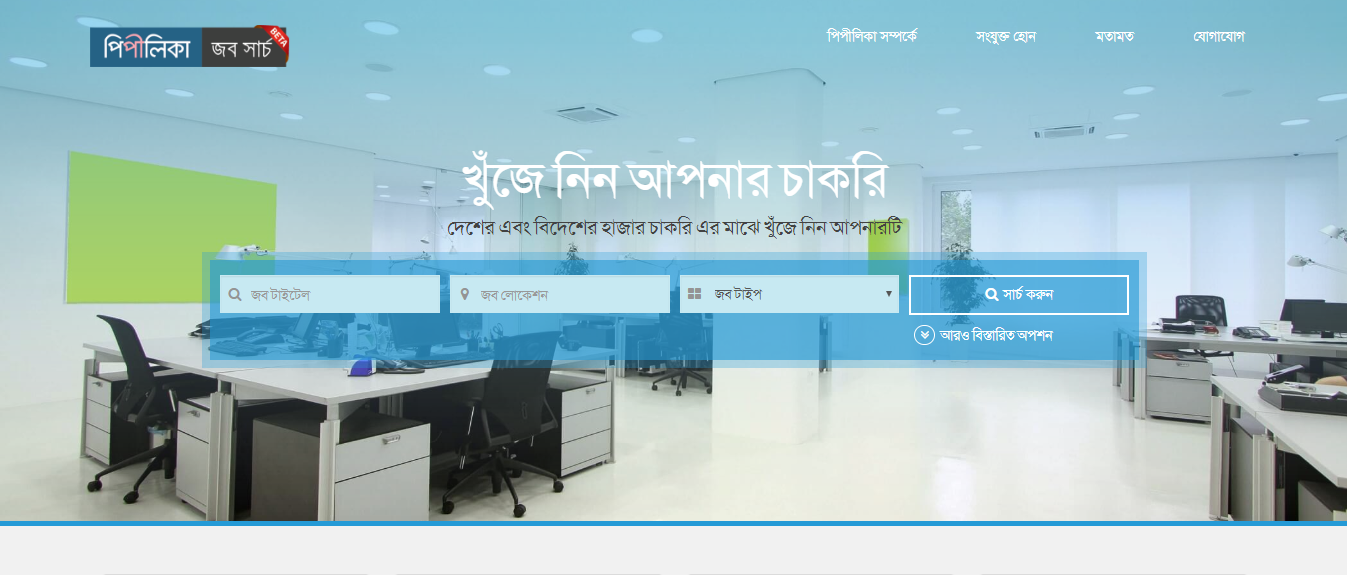 পিপীলিকা জব সার্চ BETA
পিপীলিকা সম্পর্কে সংযুক্ত হোন মতামত যোগাযোগ
খুঁজে নিন আপনার চাকরি
দেশের এবং বিদেশের হাজার চাকরি এর মাঝে খুঁজে নিন আপনারটি
জব টাইটেল জব লোকেশন জব টাইপ সার্চ করুন
আরও বিস্তারিত অপশন